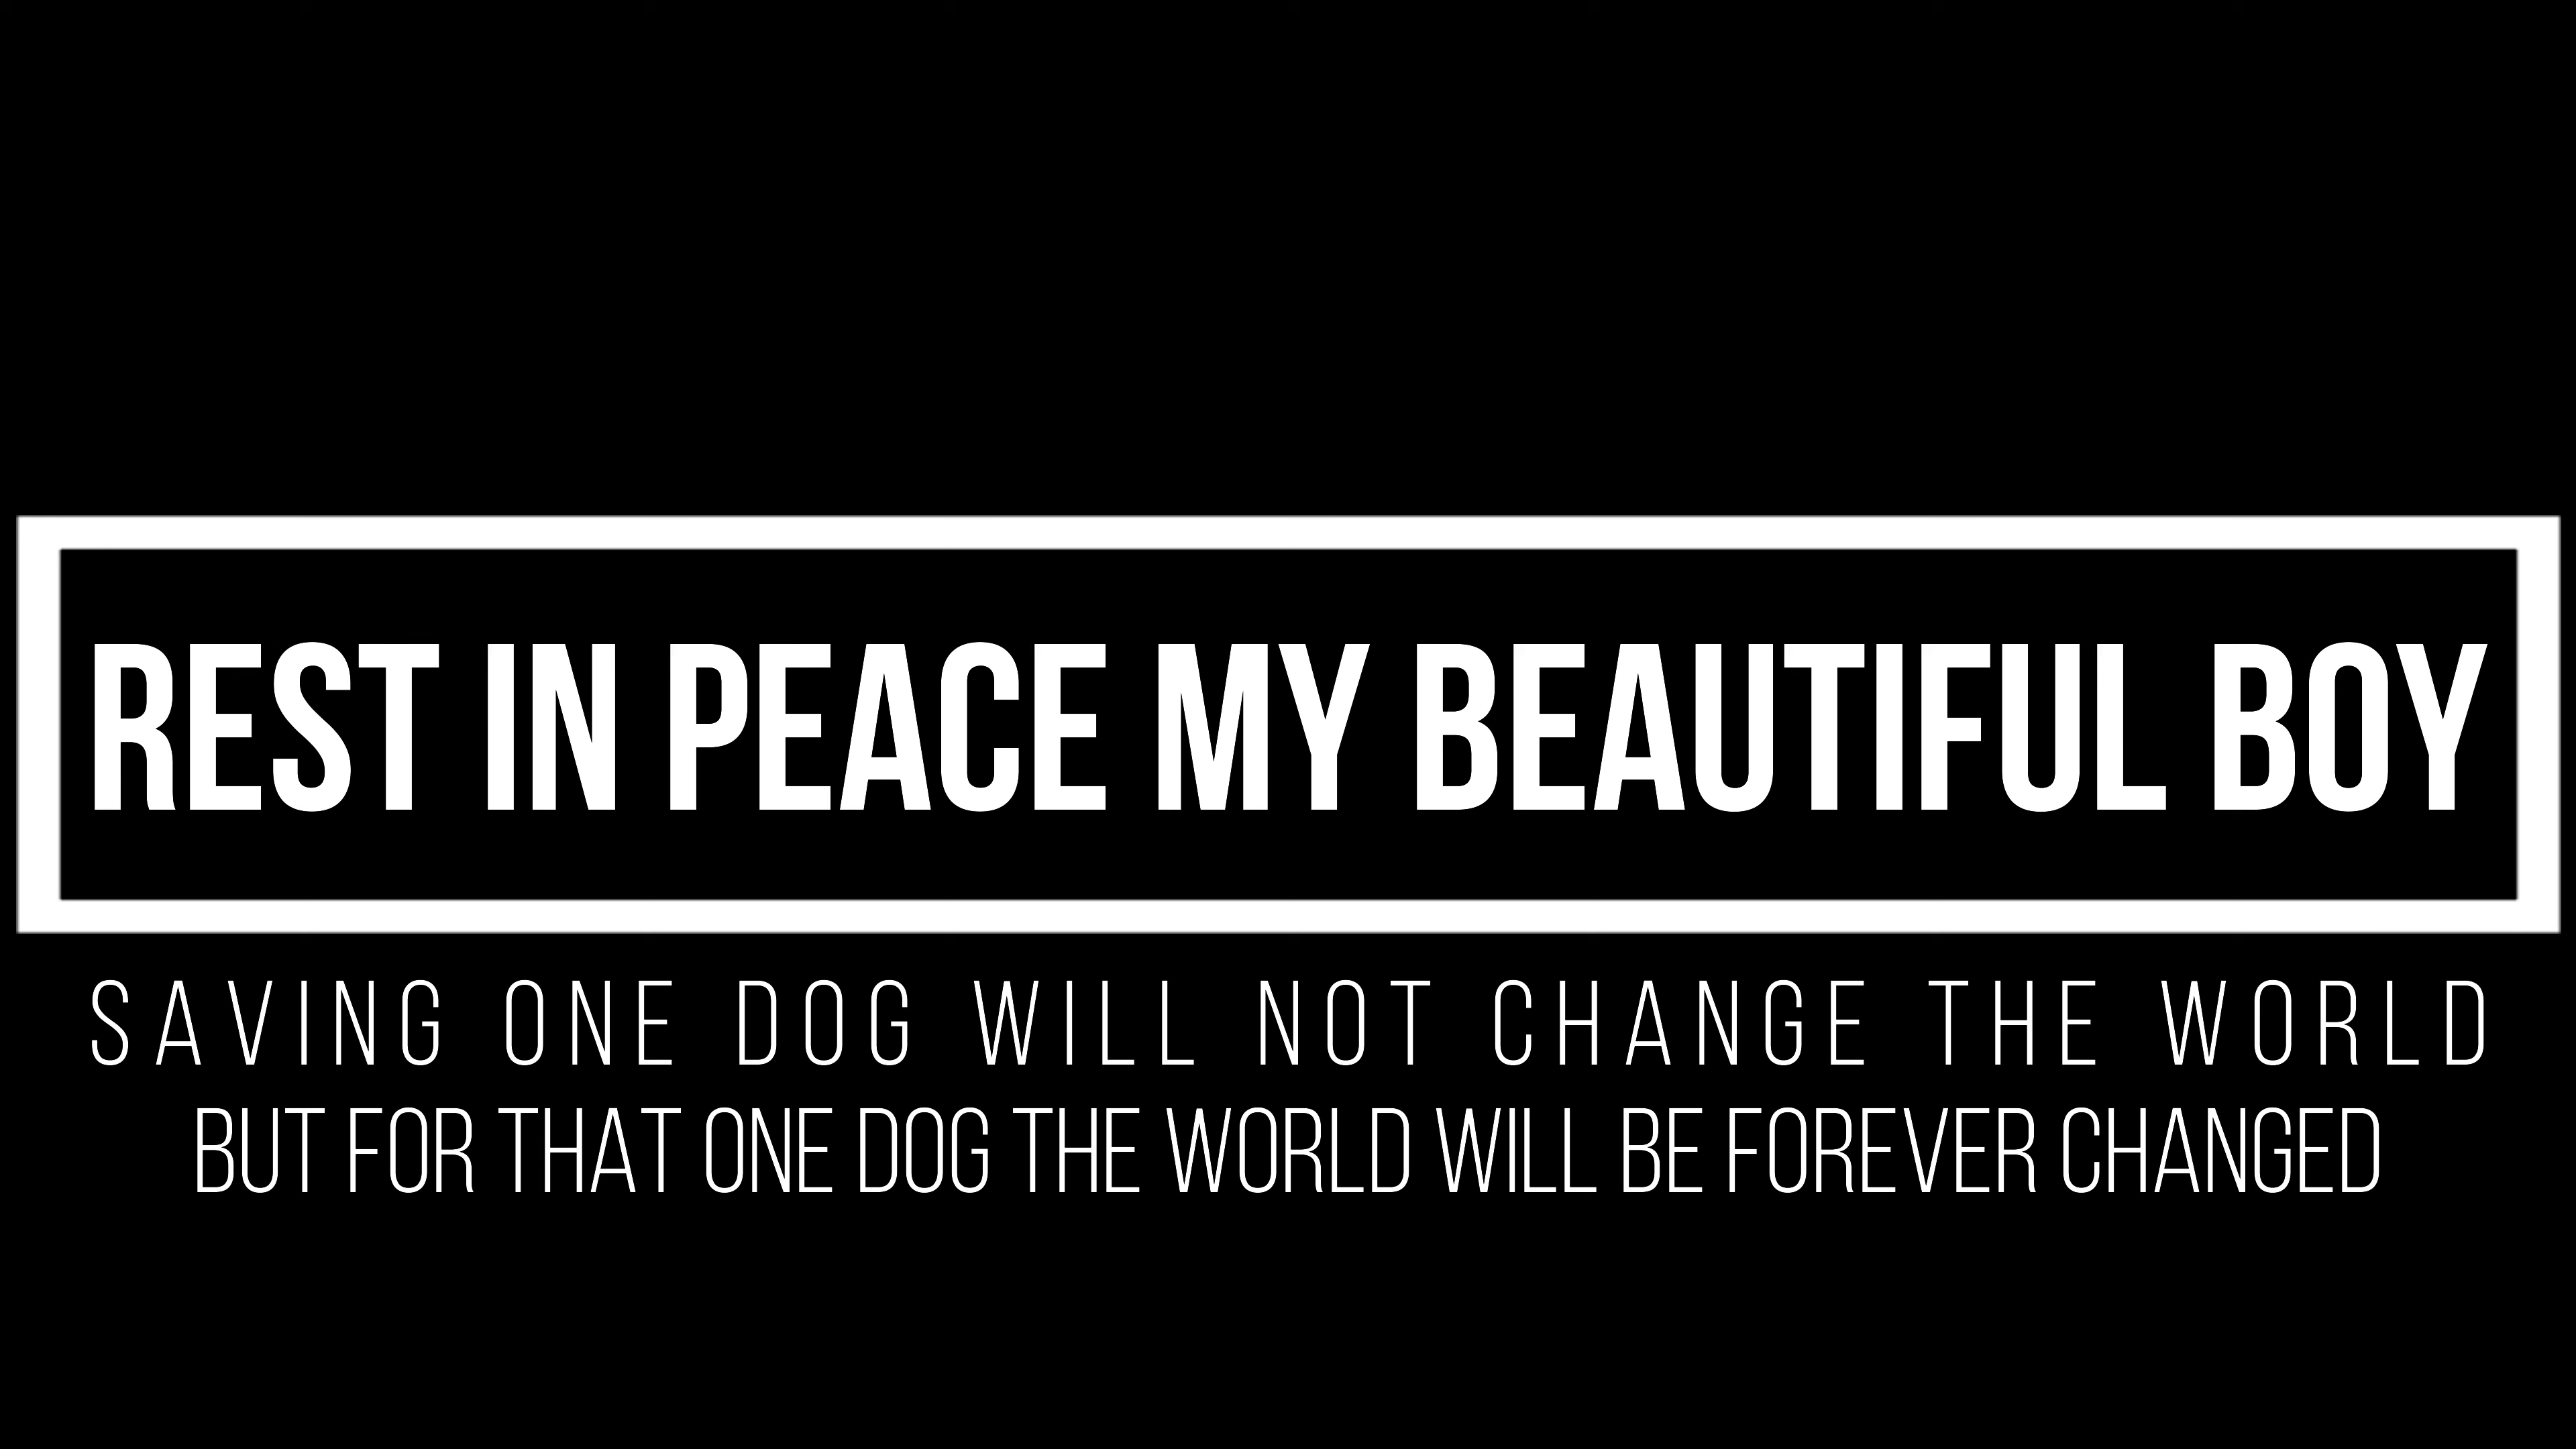 REST IN PEACE MY BEAUTIFUL BOY
SAVING ONE DOG WILL NOT CHANGE THE WORLD
BUT FOR THAT ONE DOG THE WORLD WILL BE FOREVER CHANGED